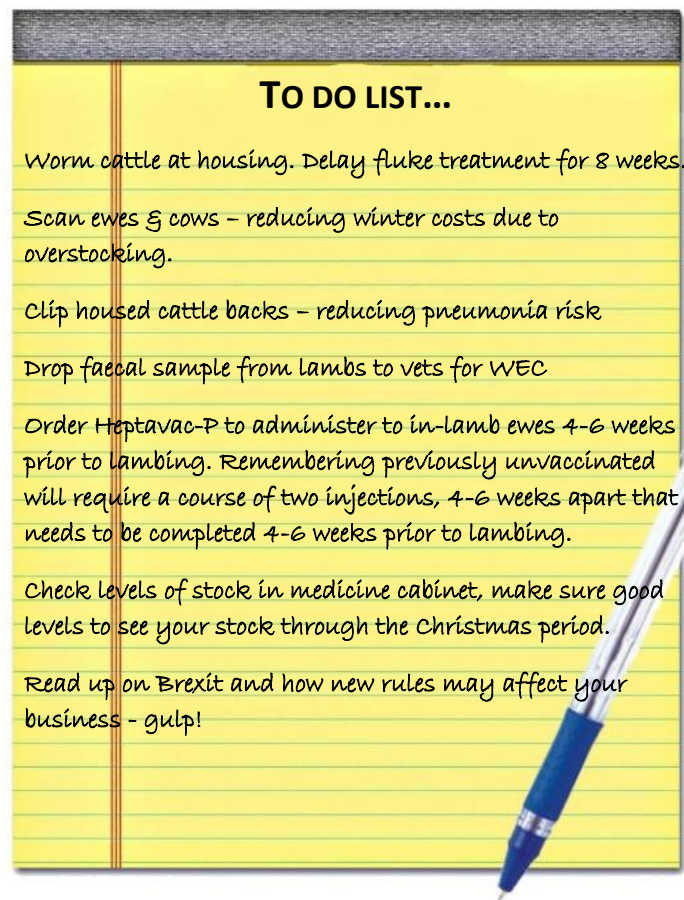 TO DO LIST...
Worm cattle at housing. Delay fluke treatment for 8 weeks.
Scan ewes & cows – reducing winter costs due to
overstocking.
Clip housed cattle backs – reducing pneumonia risk
Drop faecal sample from lambs to vets for WEC
Order Heptavac-P to administer to in-lamb ewes 4-6 weeks
prior to lambing. Remembering previously unvaccinated
will require a course of two injections, 4-6 weeks apart that
needs to be completed 4-6 weeks prior to lambing.
Check levels of stock in medicine cabinet, make sure good
levels to see your stock through the Christmas period.
Read up on Brexit and how new rules may affect your
business - gulp!